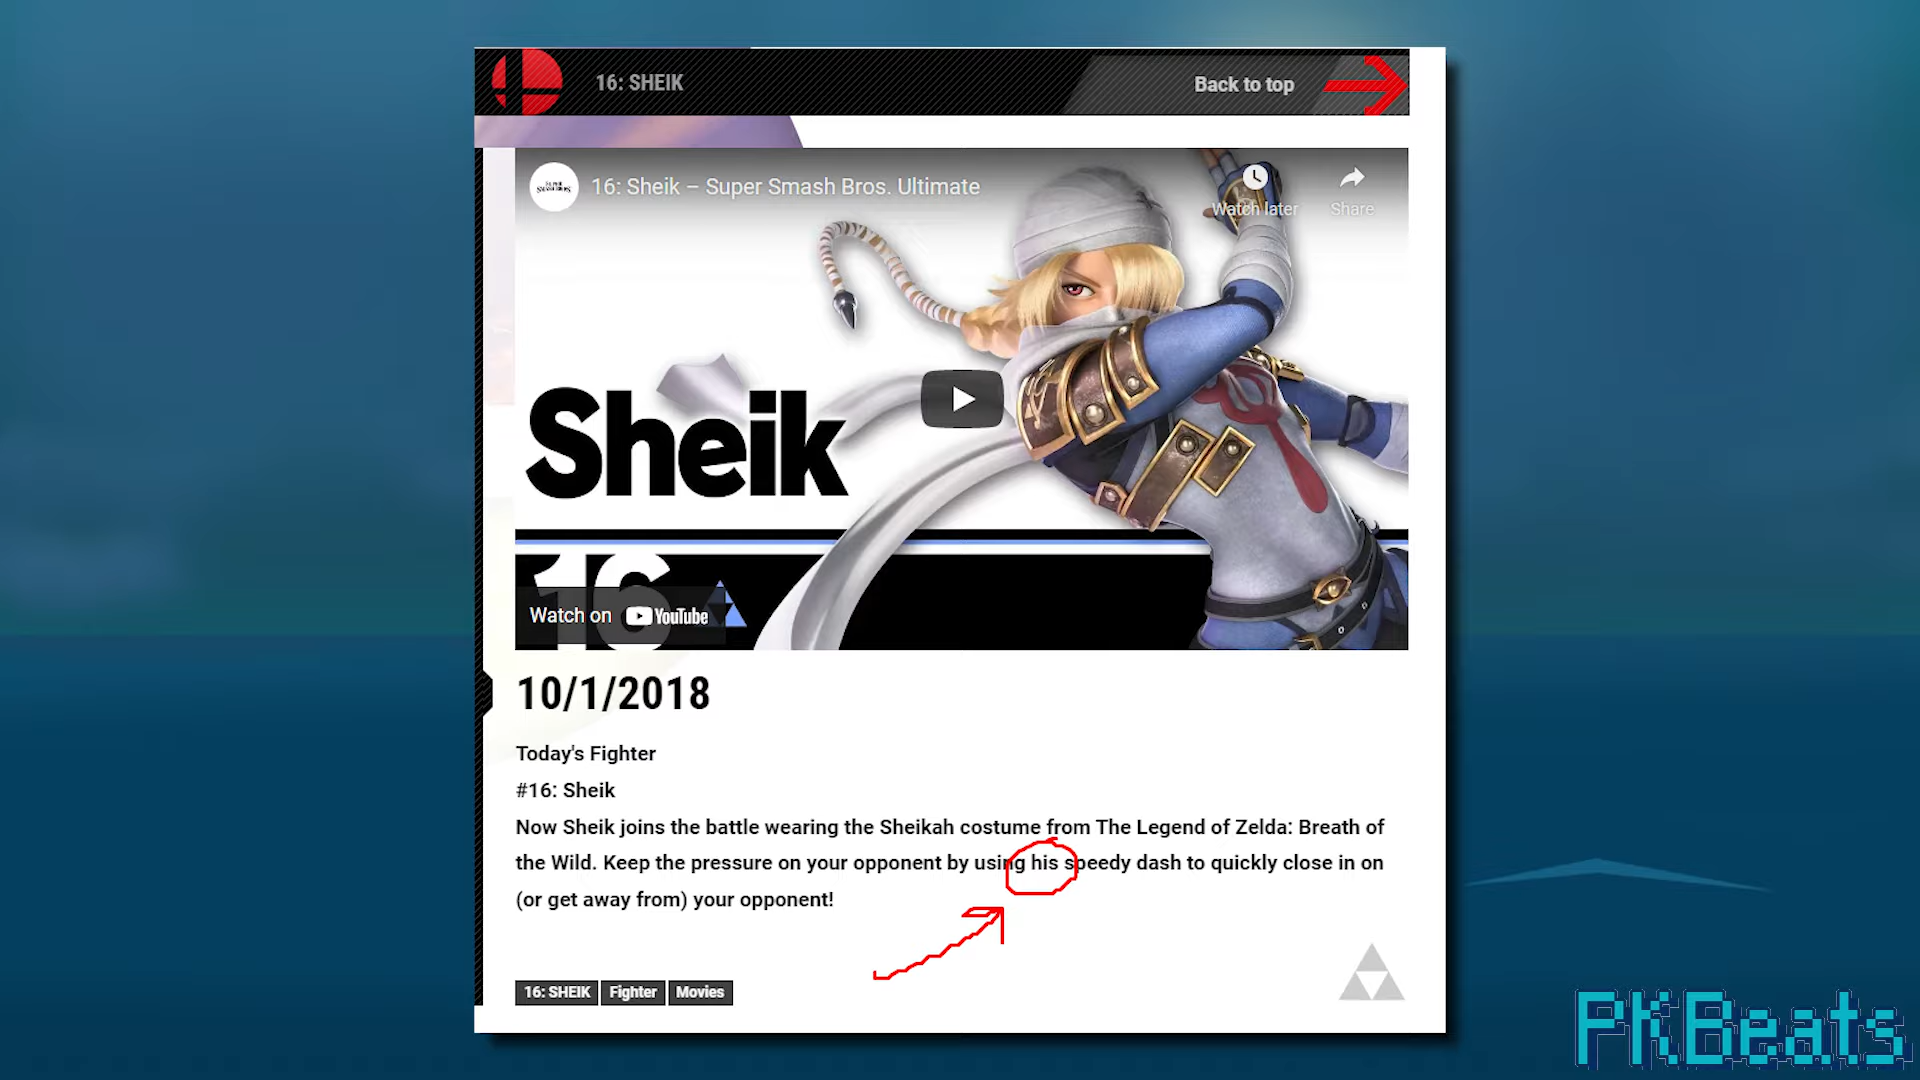 16: SHEIK
Back to top
SUPER
SMASH BROS.
16: Sheik – Super Smash Bros. Ultimate
Watch later
Share
Sheik
16
Watch on YouTube
10/1/2018
Today's Fighter
#16: Sheik
Now Sheik joins the battle wearing the Sheikah costume from The Legend of Zelda: Breath of
the Wild. Keep the pressure on your opponent by using his speedy dash to quickly close in on
(or get away from) your opponent!
16: SHEIK
Fighter
Movies
PKBeats